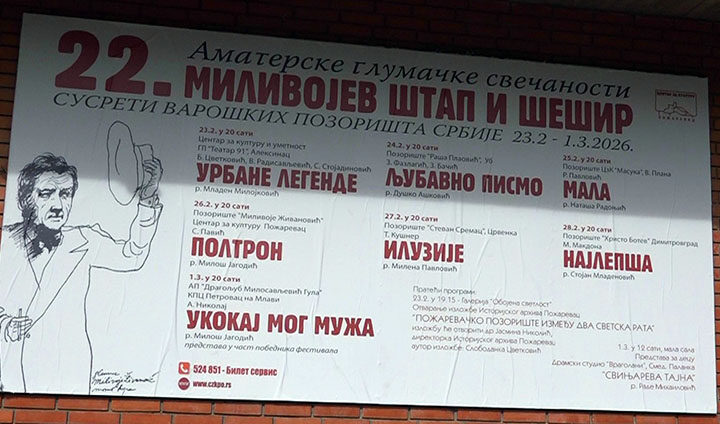 22. Аматерске глумачке свечаности
МИЛИВОЈЕВ ШТАП И ШЕШИР
СУСРЕТИ ВАРОШКИХ ПОЗОРИШТА СРБИЈЕ 23.2 - 1.3.2026.
23.2. у 20 сати
Центар за културу и уметност
ГП "Театар 91", Алексинац
Б. Цветковић, В. Радисављевић, С. Стојадиновић
УРБАНЕ ЛЕГЕНДЕ
р. Младен Милојковић
24.2. у 20 сати
Позориште "Раша Плаовић", Уб
З. Фазлагић, З. Бачић
ЉУБАВНО ПИСМО
р. Душко Ашковић
25.2. у 20 сати
Позориште ЦзК "Масука", В. Плана
Р. Павловић
МАЛА
р. Наташа Радоњић
26.2. у 20 сати
Позориште "Миливоје Живановић"
Центар за културу Пожаревац
С. Павић
ПОЛТРОН
р. Милош Јагодић
27.2. у 20 сати
Позориште "Стеван Сремац", Црвенка
Т. Кушнер
ИЛУЗИЈЕ
р. Милена Павловић
28.2. у 20 сати
Позориште "Христо Ботев" Димитровград
М. Макдона
НАЈЛЕПША
р. Стојан Младеновић
1.3. у 20 сати
АП "Драгољуб Милосављевић Гула"
КПЦ Петровац на Млави
А. Николај
УКОКАЈ МОГ МУЖА
р. Милош Јагодић
представа у част победника фестивала
Пратећи програми:
23.2. у 19.15 - Галерија "Обојена светлост"
Отварање изложбе Историјског архива Пожаревац
"ПОЖАРЕВАЧКО ПОЗОРИШТЕ ИЗМЕЂУ ДВА СВЕТСКА РАТА"
изложбу ће отворити др Јасмина Николић,
директорка Историјског архива Пожаревац
аутор изложбе: Слободанка Цветковић
1.3. у 12 сати, мала сала
Представа за децу
Драмски студио "Враголани", Смед. Паланка
"СВИЊАРЕВА ТАЈНА"
р. Раде Михаиловић
524 851 - Билет сервис
www.czkpo.rs